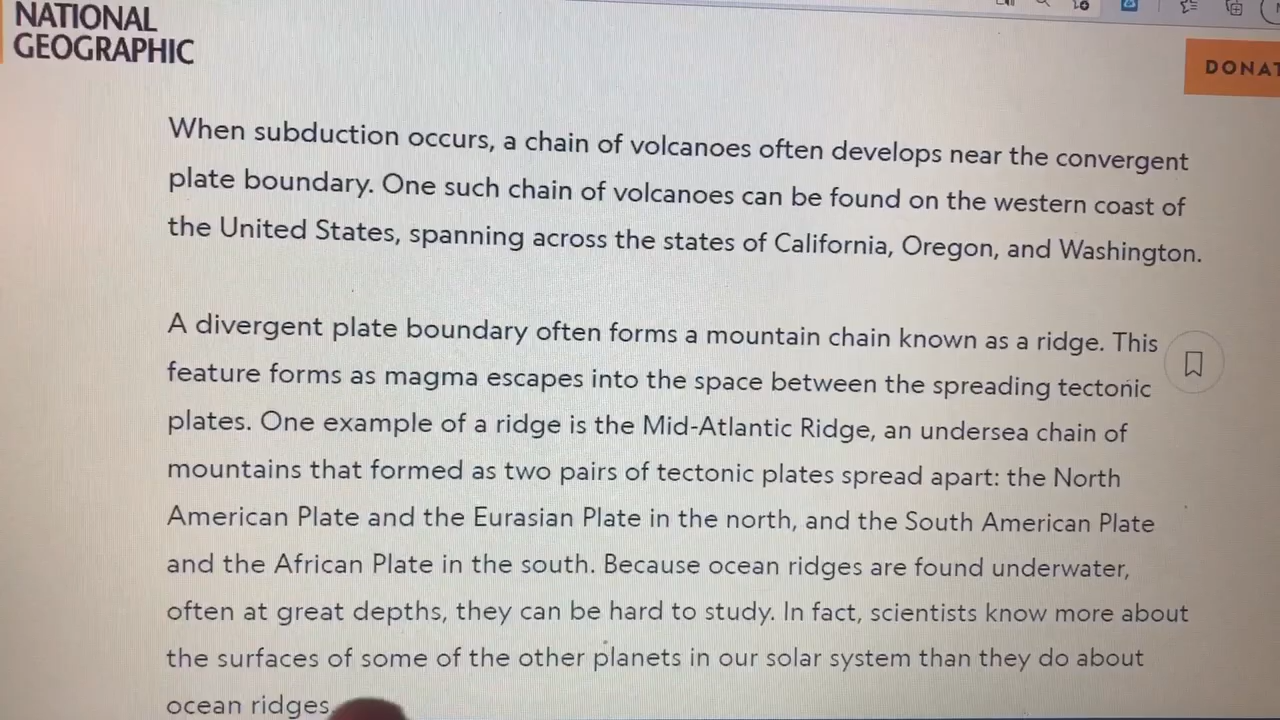 NATIONAL
GEOGRAPHIC
When subduction occurs, a chain of volcanoes often develops near the convergent
plate boundary. One such chain of volcanoes can be found on the western coast of
the United States, spanning across the states of California, Oregon, and Washington.
A divergent plate boundary often forms a mountain chain known as a ridge. This
feature forms as magma escapes into the space between the spreading tectonic
plates. One example of a ridge is the Mid-Atlantic Ridge, an undersea chain of
mountains that formed as two pairs of tectonic plates spread apart: the North
American Plate and the Eurasian Plate in the north, and the South American Plate
and the African Plate in the south. Because ocean ridges are found underwater,
often at great depths, they can be hard to study. In fact, scientists know more about
the surfaces of some of the other planets in our solar system than they do about
ocean ridges.